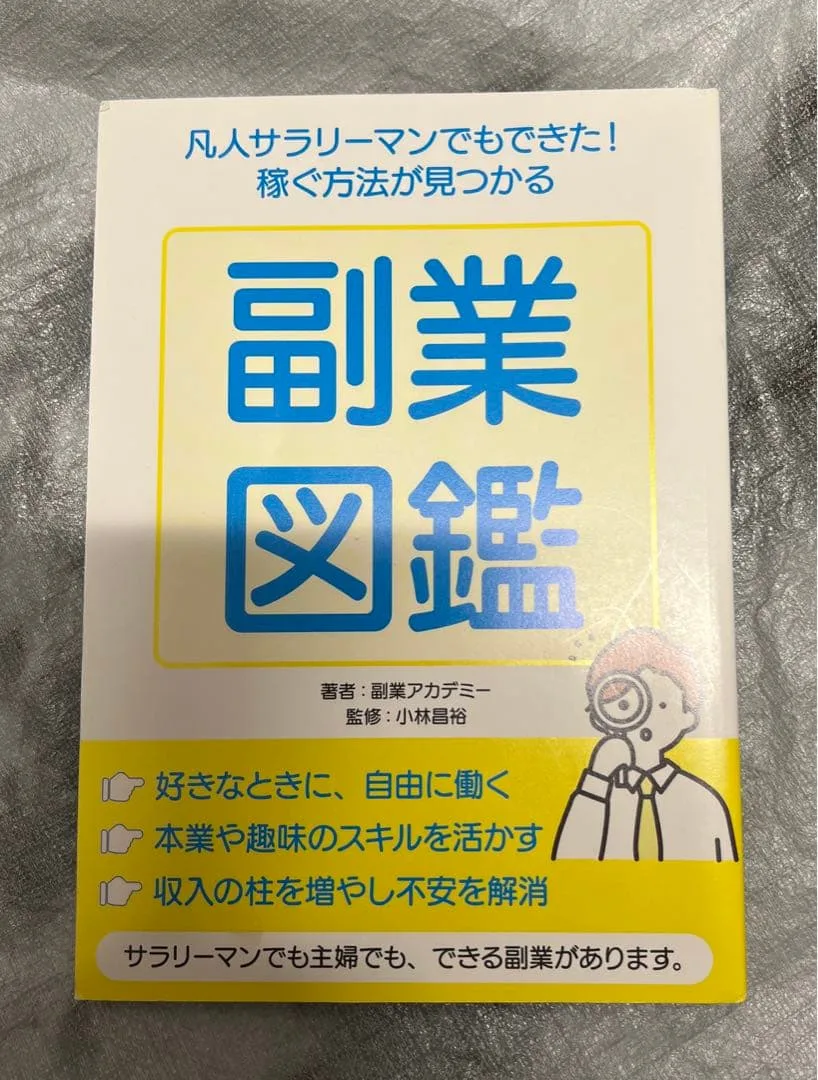 凡人サラリーマンでもできた！
稼ぐ方法が見つかる
副業
図鑑
著者：副業アカデミー
監修：小林昌裕
好きなときに、自由に働く
本業や趣味のスキルを活かす
収入の柱を増やし不安を解消
サラリーマンでも主婦でも、できる副業があります。